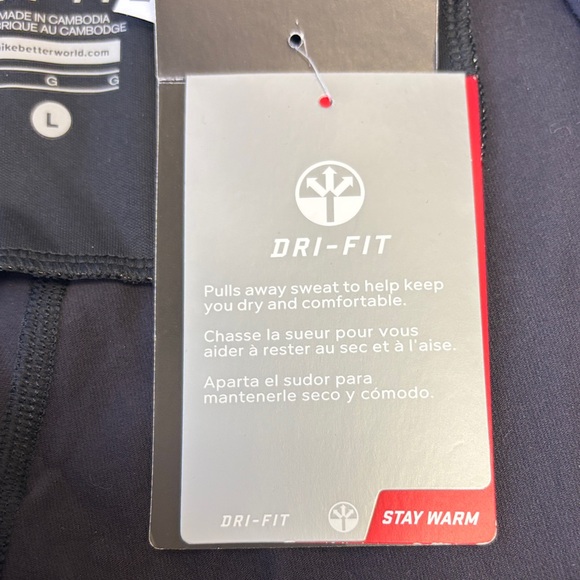 MADE IN CAMBODIA
BRIQUE AU CAMBODGE
nikebetterworld.com
G G
L
DRI-FIT
Pulls away sweat to help keep
you dry and comfortable.
Chasse la sueur pour vous
aider à rester au sec et à l'aise.
Aparta el sudor para
mantenerle seco y cómodo.
DRI-FIT
STAY WARM